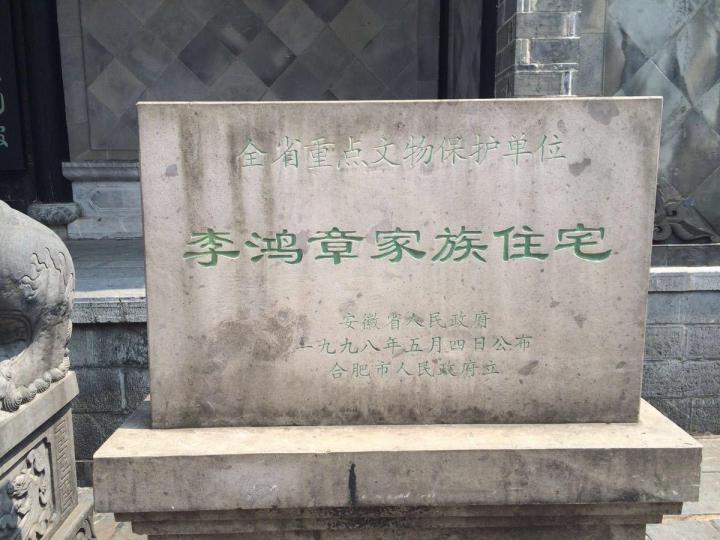 全省重点文物保护单位
李鸿章家族住宅
安徽省人民政府
一九九八年五月四日公布
合肥市人民政府立